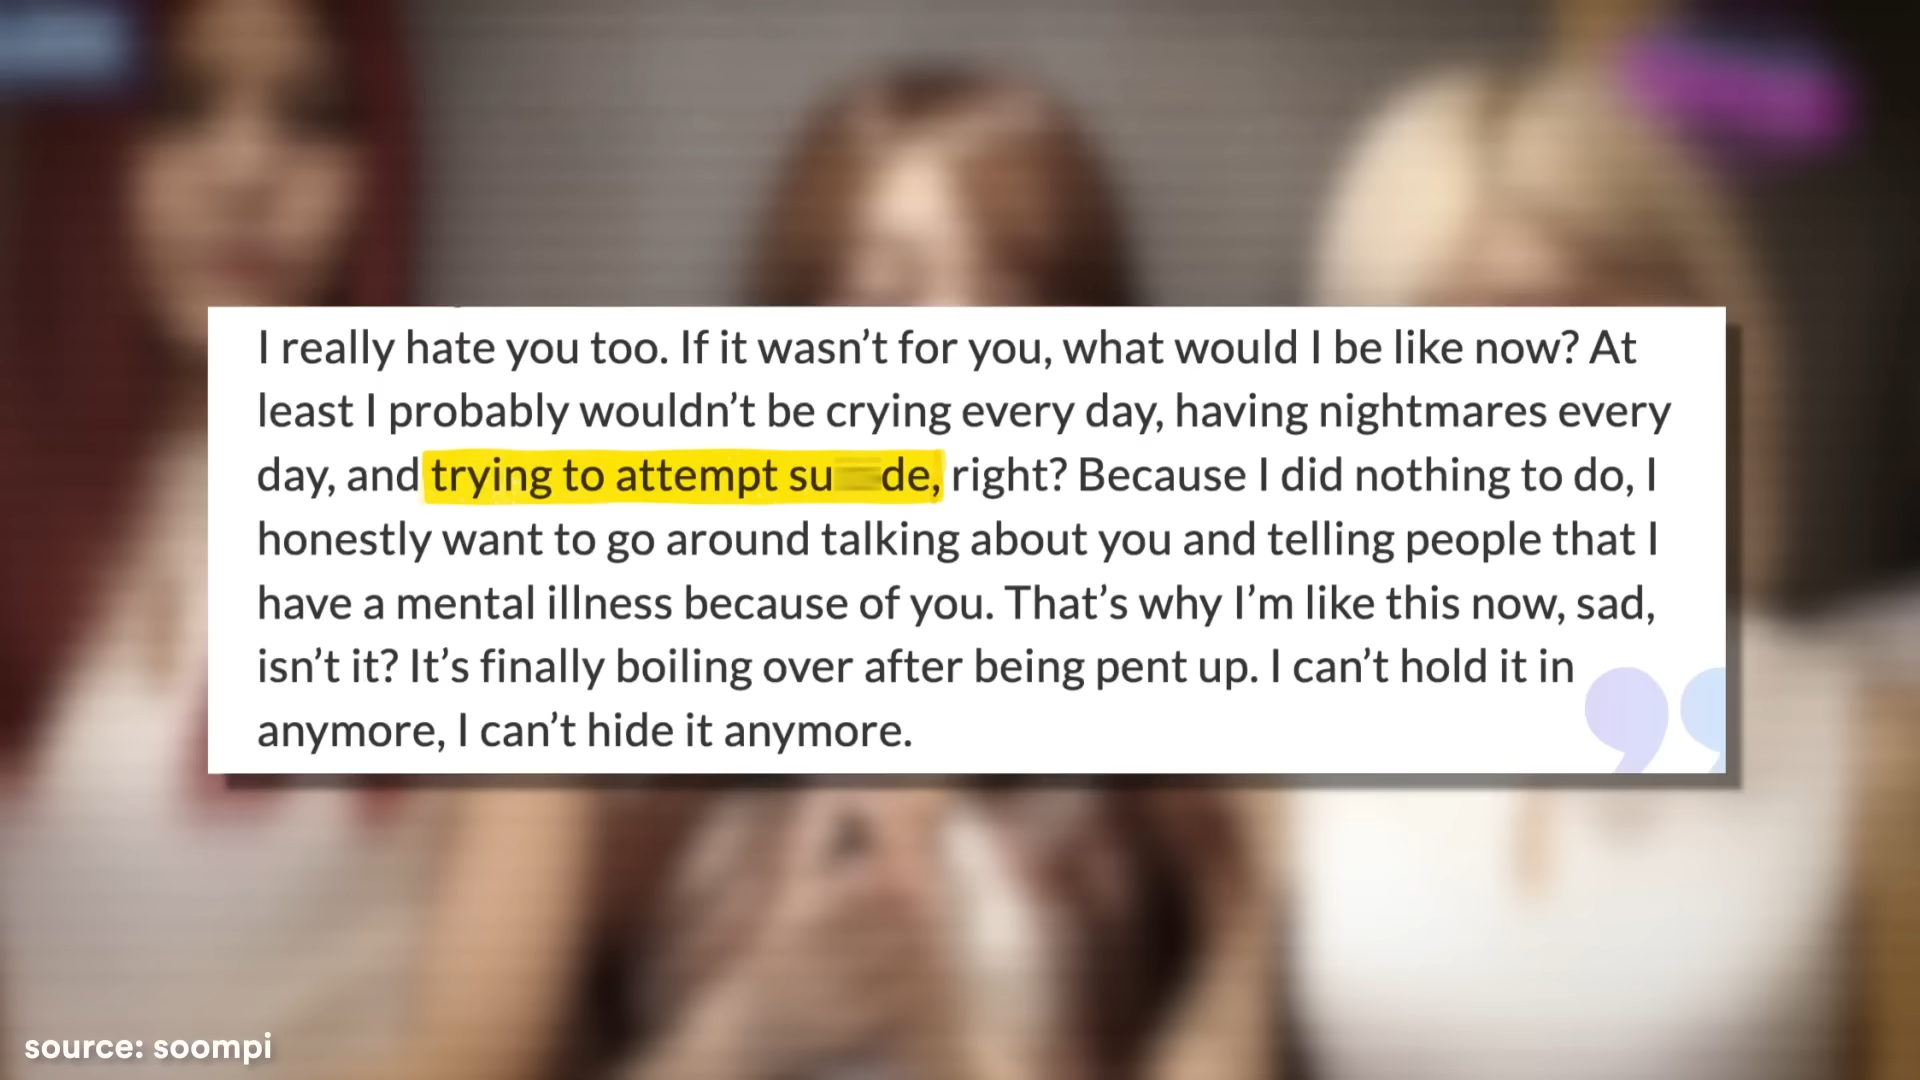 I really hate you too. If it wasn’t for you, what would I be like now? At
least I probably wouldn’t be crying every day, having nightmares every
day, and trying to attempt su de, right? Because I did nothing to do, I
honestly want to go around talking about you and telling people that I
have a mental illness because of you. That’s why I’m like this now, sad,
isn’t it? It’s finally boiling over after being pent up. I can’t hold it in
anymore, I can’t hide it anymore.
source: soompi